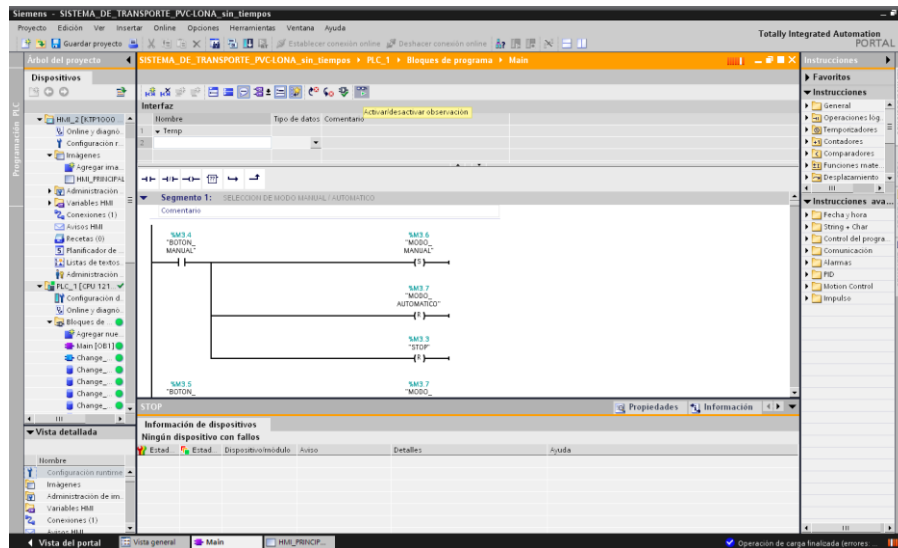 Siemens - SISTEMA_DE_TRANSPORTE_PVC-LONA_sin_tiempos
Proyecto Edición Ver Insertar Online Opciones Herramientas Ventana Ayuda
Guardar proyecto Establecer conexión online Deshacer conexión online
Totally Integrated Automation
PORTAL
Árbol del proyecto
SISTEMA_DE_TRANSPORTE_PVC-LONA_sin_tiempos PLC_1 Bloques de programa Main
Instrucciones
Dispositivos
Programación PLC
HMI_2 [KTP1000
Online y diagnó..
Configuración r..
Imágenes
Agregar ima..
HMI_PRINCIPAL
Administración..
Variables HMI
Conexiones (1)
Avisos HMI
Recetas (0)
Planificador de ..
Listas de textos..
Administración ..
PLC_1 [CPU 121..
Configuración d..
Online y diagnó..
Bloques de ...
Agregar nue..
Main [OB1]
Change_..
Change_..
Change_..
Change_..
Change_..
Vista detallada
Nombre
Configuración runtime
Imágenes
Administración de im..
Variables HMI
Conexiones (1)
Avisos HMI
Activar/desactivar observación
Interfaz
Nombre Tipo de datos Comentario
1 Temp
2
Segmento 1: SELECCION DE MODO MANUAL / AUTOMATICO
Comentario
%M3.4
"BOTON_
MANUAL"
%M3.6
"MODO_
MANUAL"
S
%M3.7
"MODO_
AUTOMATICO"
R
%M3.3
"STOP"
R
%M3.5
"BOTON_
%M3.7
"MODO_
STOP
Propiedades Información
Información de dispositivos
Ningún dispositivo con fallos
Estad.. Estad.. Dispositivo/módulo Aviso Detalles Ayuda
Favoritos
Instrucciones
General
Operaciones lóg..
Temporizadores
Contadores
Comparadores
Funciones mate..
Desplazamiento
Instrucciones ava...
Fecha y hora
String + Char
Control del progra..
Comunicación
Alarmas
PID
Motion Control
Impulso
Vista del portal Vista general Main HMI_PRINCIP... Operación de carga finalizada (errores: ...